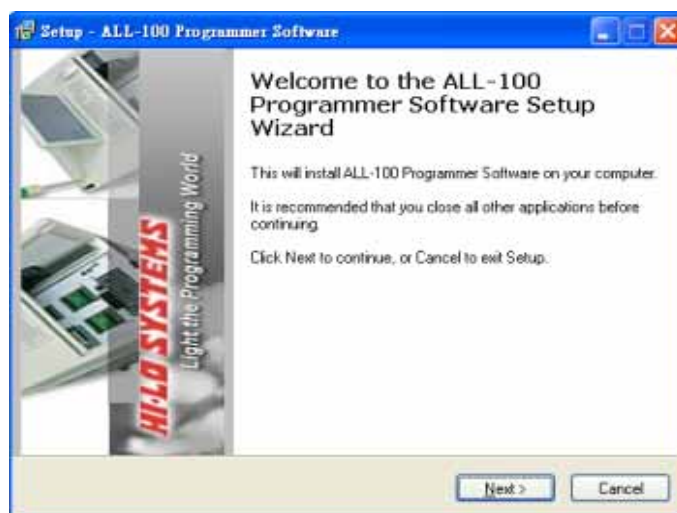 Setup - ALL-100 Programmer Software
Welcome to the ALL-100
Programmer Software Setup
Wizard
This will install ALL-100 Programmer Software on your computer.
It is recommended that you close all other applications before
continuing.
Click Next to continue, or Cancel to exit Setup.
HI-LO SYSTEMS
Light the Programming World
Next >
Cancel